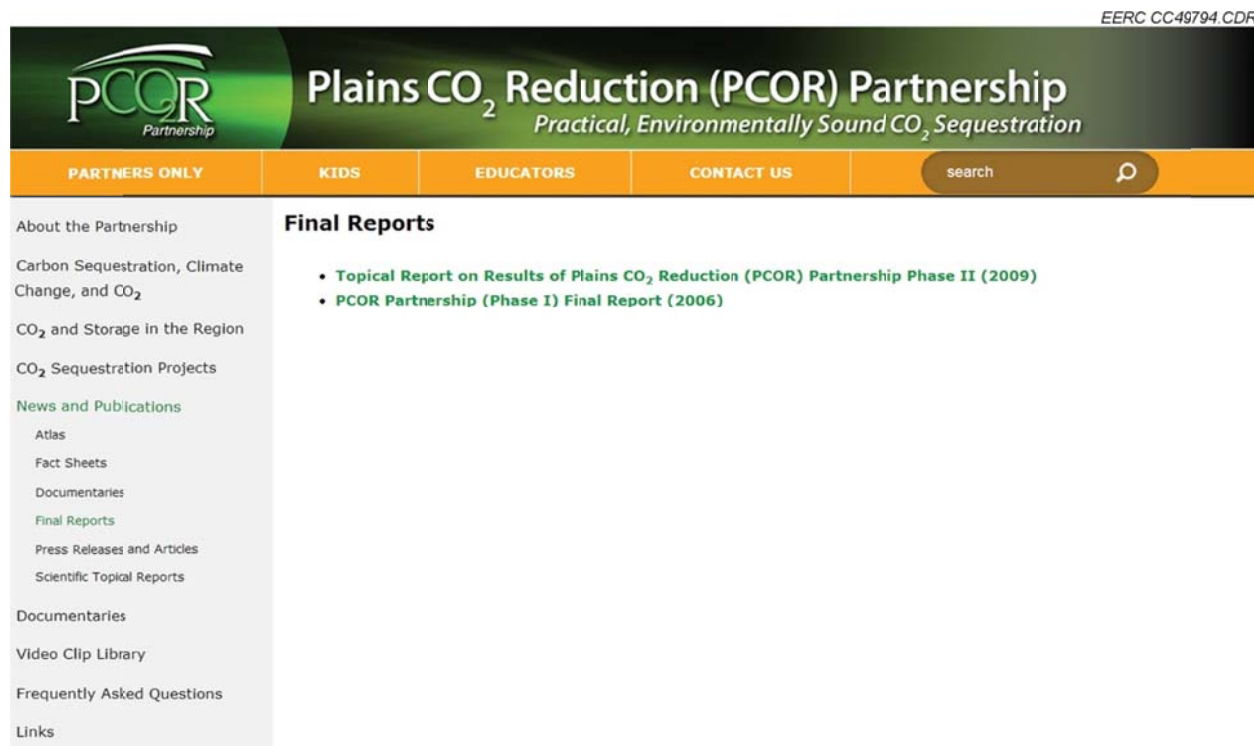 EERC CC49794.CDR
PCO2R
Partnership
Plains CO₂ Reduction (PCOR) Partnership
Practical, Environmentally Sound CO₂ Sequestration
PARTNERS ONLY KIDS EDUCATORS CONTACT US search
About the Partnership
Carbon Sequestration, Climate
Change, and CO₂
CO₂ and Storage in the Region
CO₂ Sequestration Projects
News and Publications
Atlas
Fact Sheets
Documentaries
Final Reports
Press Releases and Articles
Scientific Topical Reports
Documentaries
Video Clip Library
Frequently Asked Questions
Links
Final Reports
• Topical Report on Results of Plains CO₂ Reduction (PCOR) Partnership Phase II (2009)
• PCOR Partnership (Phase I) Final Report (2006)